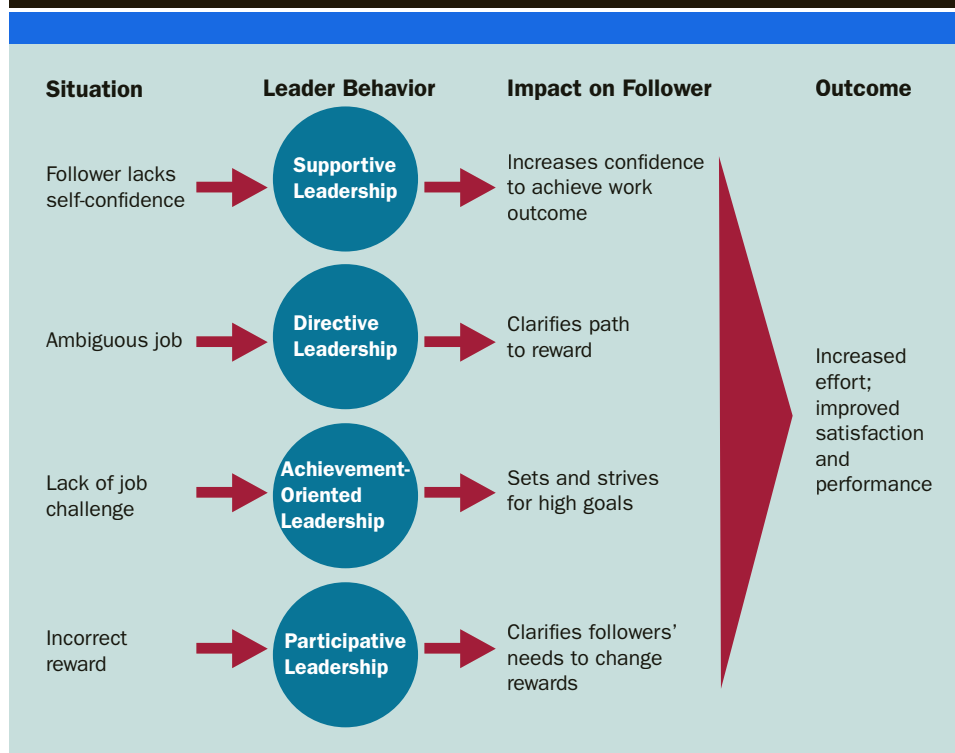 Situation
Leader Behavior
Impact on Follower
Outcome
Follower lacks
self-confidence
Supportive
Leadership
Increases confidence
to achieve work
outcome
Ambiguous job
Directive
Leadership
Clarifies path
to reward
Lack of job
challenge
Achievement-
Oriented
Leadership
Sets and strives
for high goals
Incorrect
reward
Participative
Leadership
Clarifies followers’
needs to change
rewards
Increased
effort;
improved
satisfaction
and
performance